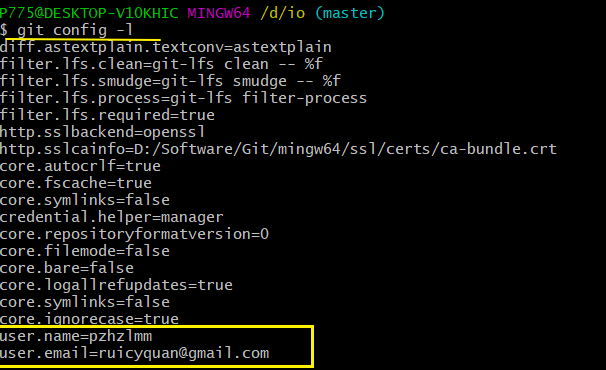 P775@DESKTOP-V10KHIC MINGW64 /d/io (master)
$ git config -l
diff.astextplain.textconv=astextplain
filter.lfs.clean=git-lfs clean -- %f
filter.lfs.smudge=git-lfs smudge -- %f
filter.lfs.process=git-lfs filter-process
filter.lfs.required=true
http.sslbackend=openssl
http.sslcainfo=D:/Software/Git/mingw64/ssl/certs/ca-bundle.crt
core.autocrlf=true
core.fscache=true
core.symlinks=false
credential.helper=manager
core.repositoryformatversion=0
core.filemode=false
core.bare=false
core.logallrefupdates=true
core.symlinks=false
core.ignorecase=true
user.name=pzhzlmm
user.email=ruicyquan@gmail.com